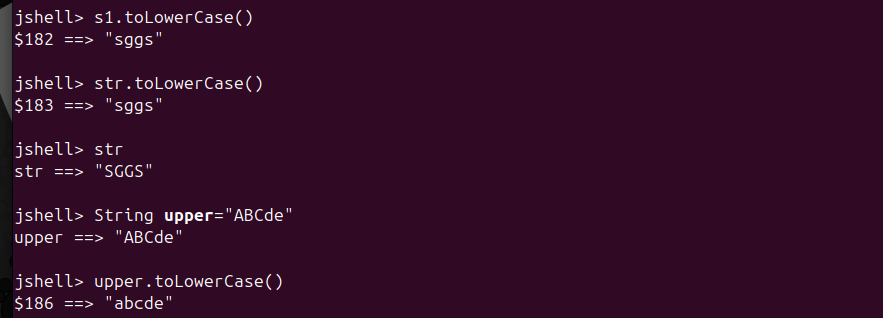 jshell> s1.toLowerCase()
$182 ==> "sggs"
jshell> str.toLowerCase()
$183 ==> "sggs"
jshell> str
str ==> "SGGS"
jshell> String upper="ABCde"
upper ==> "ABCde"
jshell> upper.toLowerCase()
$186 ==> "abcde"